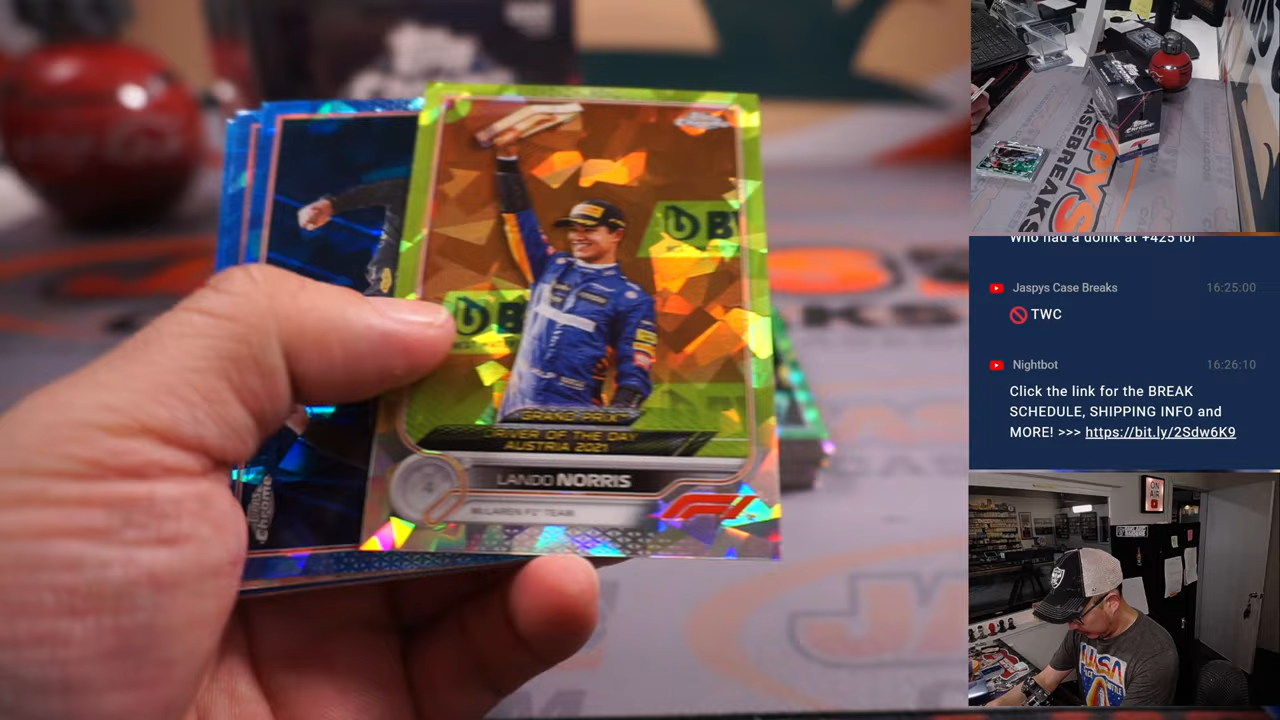 GRAND PRIX
DRIVER OF THE DAY
AUSTRIA 2021
LANDO NORRIS
McLAREN F1 TEAM
Chrome
JASPYS
CASEBREAKS
Who had a doink at +425 lol
Jaspys Case Breaks 16:25:00
🚫 TWC
Nightbot 16:26:10
Click the link for the BREAK
SCHEDULE, SHIPPING INFO and
MORE! >>> https://bit.ly/2Sdw6K9
ON
AIR
NASA